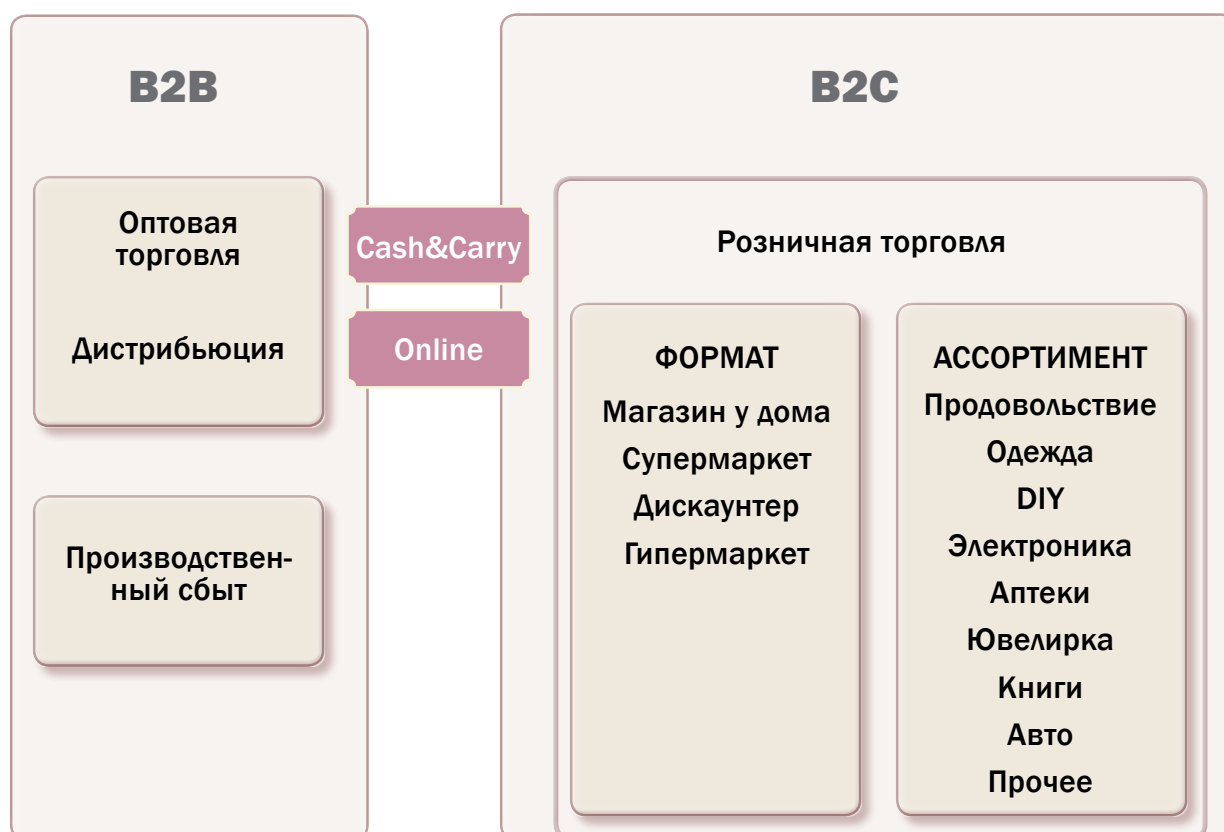 B2B
Оптовая
торговля
Дистрибьюция
Производствен-
ный сбыт
Cash&Carry
Online
B2C
Розничная торговля
ФОРМАТ
Магазин у дома
Супермаркет
Дискаунтер
Гипермаркет
АССОРТИМЕНТ
Продовольствие
Одежда
DIY
Электроника
Аптеки
Ювелирка
Книги
Авто
Прочее